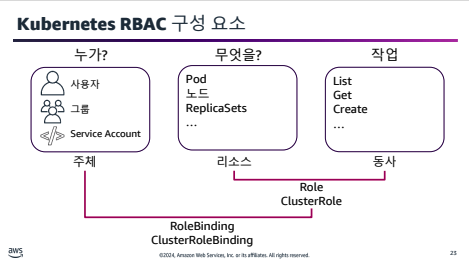 Kubernetes RBAC 구성 요소
누가?
사용자
그룹
Service Account
주체
무엇을?
Pod
노드
ReplicaSets
...
리소스
작업
List
Get
Create
...
동사
Role
ClusterRole
RoleBinding
ClusterRoleBinding
aws
©2024, Amazon Web Services, Inc. or its affiliates. All rights reserved.
23